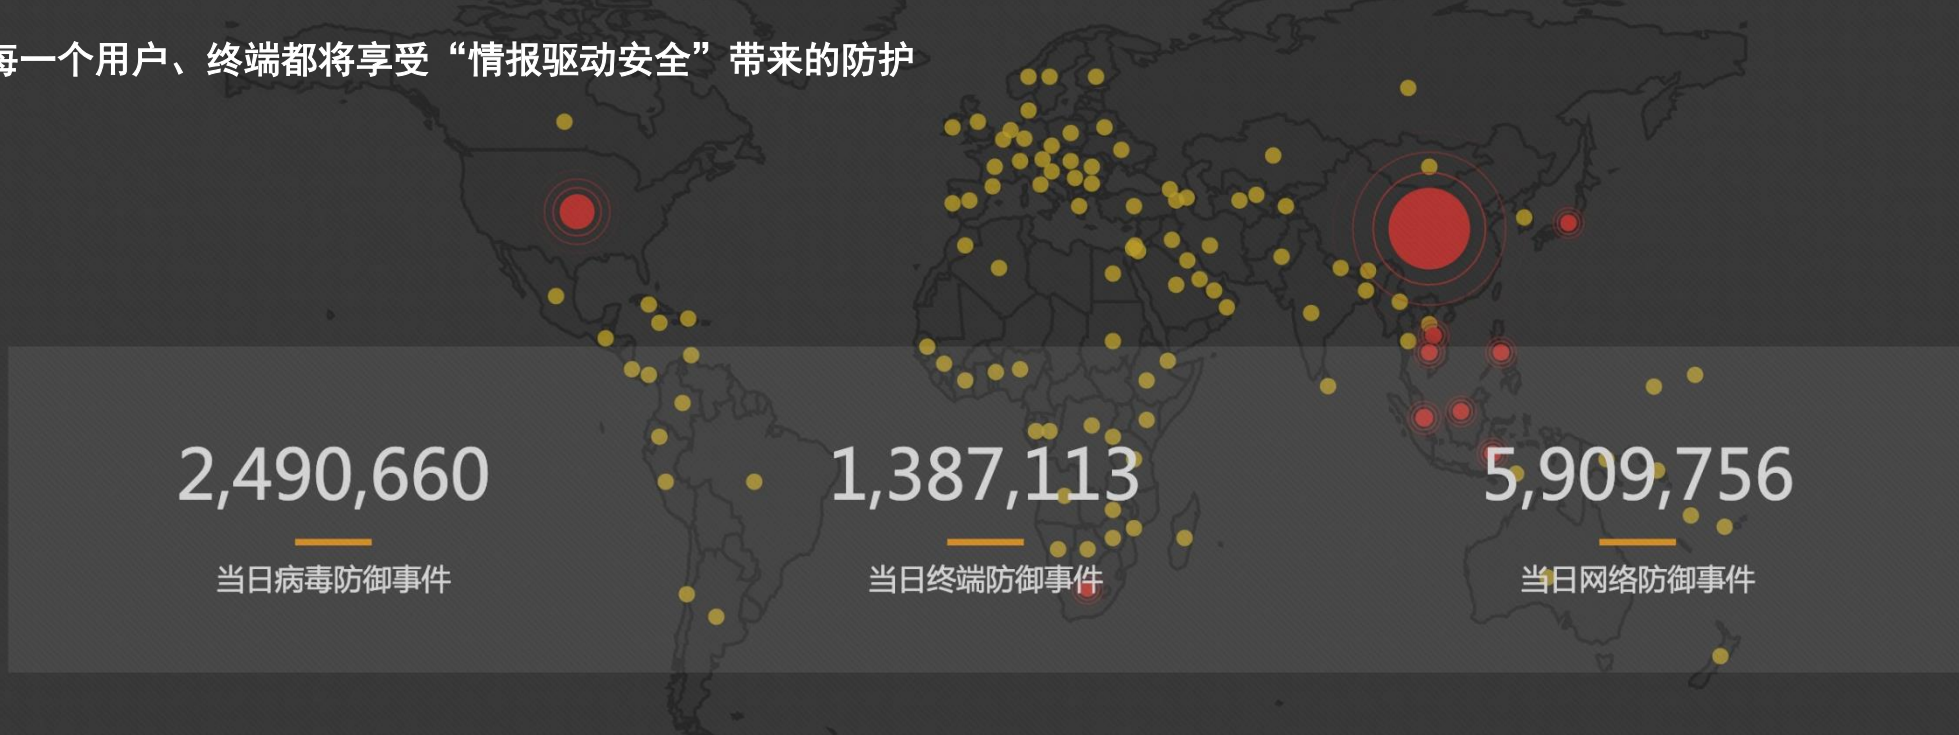 每一个用户、终端都将享受“情报驱动安全”带来的防护
2,490,660
当日病毒防御事件
1,387,113
当日终端防御事件
5,909,756
当日网络防御事件